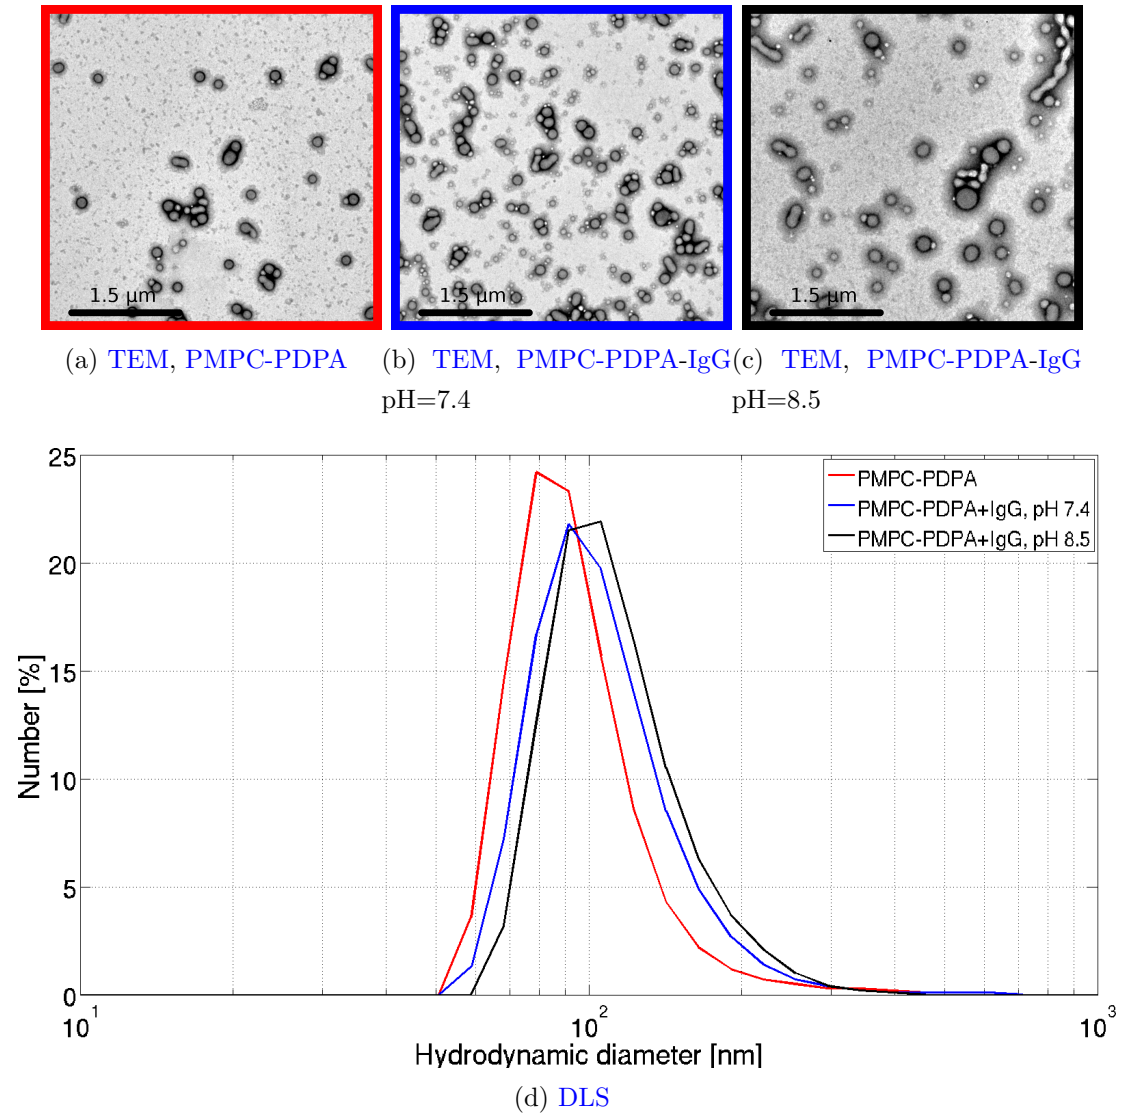 1.5 µm
1.5 µm
1.5 µm
(a) TEM, PMPC-PDPA
(b) TEM, PMPC-PDPA-IgG
pH=7.4
(c) TEM, PMPC-PDPA-IgG
pH=8.5
25
20
15
10
5
0
Number [%]
PMPC-PDPA
PMPC-PDPA+IgG, pH 7.4
PMPC-PDPA+IgG, pH 8.5
10¹
10²
10³
Hydrodynamic diameter [nm]
(d) DLS